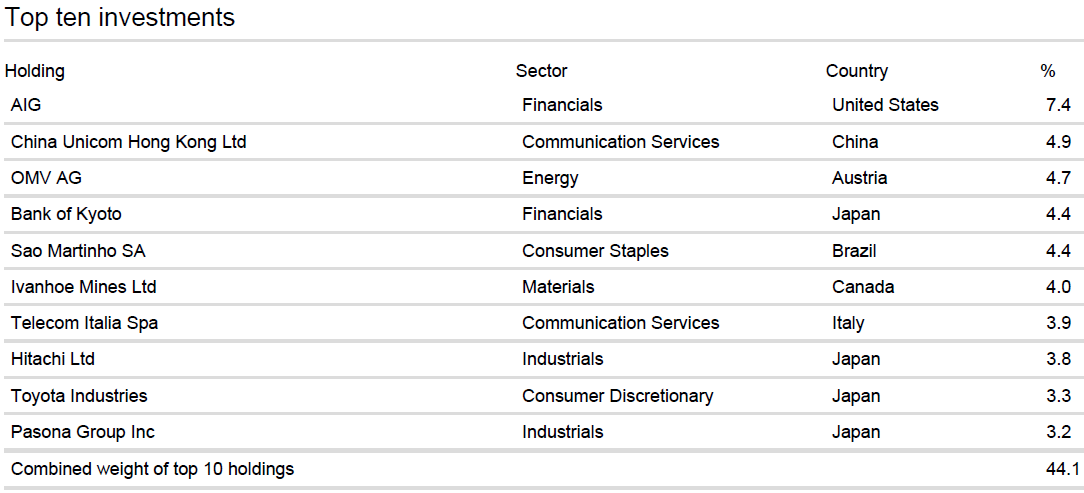 Top ten investments
Holding Sector Country %
AIG Financials United States 7.4
China Unicom Hong Kong Ltd Communication Services China 4.9
OMV AG Energy Austria 4.7
Bank of Kyoto Financials Japan 4.4
Sao Martinho SA Consumer Staples Brazil 4.4
Ivanhoe Mines Ltd Materials Canada 4.0
Telecom Italia Spa Communication Services Italy 3.9
Hitachi Ltd Industrials Japan 3.8
Toyota Industries Consumer Discretionary Japan 3.3
Pasona Group Inc Industrials Japan 3.2
Combined weight of top 10 holdings 44.1